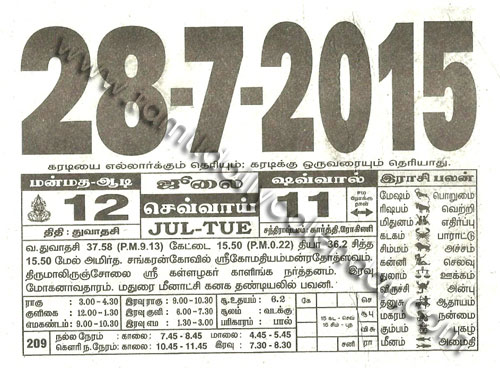 28-7-2015
கரடியை எல்லார்க்கும் தெரியும்; கரடிக்கு ஒருவரையும் தெரியாது.
மன்மத-ஆடி ஜூலை ஷவ்வால் இராசி பலன்
12 செவ்வாய் 11
திதி: துவாதசி JUL-TUE சந்திராஷ்டமம்: கார்த்தி,ரோகிணி
வ.துவாதசி 37.58 (P.M.9.13) கேட்டை 15.50 (P.M.0.22) தியா 36.2 சித்த
15.50 மேல் அமிர்த. சங்கரன்கோவில் ஸ்ரீகோமதியம்மன்
திருமாலிருஞ்சோலை ஸ்ரீ கள்ளழகர் காளிங்க நர்த்தனம். இரவு
மோகனாவதாரம். மதுரை மீனாட்சி கனக தண்டியலில் பவனி.
மேஷம் பொறுமை
ரிஷபம் வெற்றி
மிதுனம் எதிர்ப்பு
கடகம் பாராட்டு
சிம்மம் அச்சம்
கன்னி செலவு
துலாம் ஊக்கம்
விருச் அன்பு
தனுசு ஆதாயம்
மகரம் நன்மை
கும்பம் புகழ்
மீனம் அமைதி
ராகு : 3.00 - 4.30 இரவு ராகு : 9.00-10.30 சூ.உதயம் : 6.2
குளிகை : 12.00 - 1.30 இரவு குளி : 9.00-10.30 சூலம் : வடக்கு
எமகண்டம் : 9.00 -10.30 இரவு எம : 1.30 -3.00 பரிகாரம் : பால்
209 நல்ல நேரம் : காலை: 7.45 - 8.45 மாலை : 4.45 - 5.45
கௌரி ந.நேரம் : காலை: 10.45 - 11.45 இரவு : 7.30 - 8.30
கே செ
சூ பு
சனி ரா